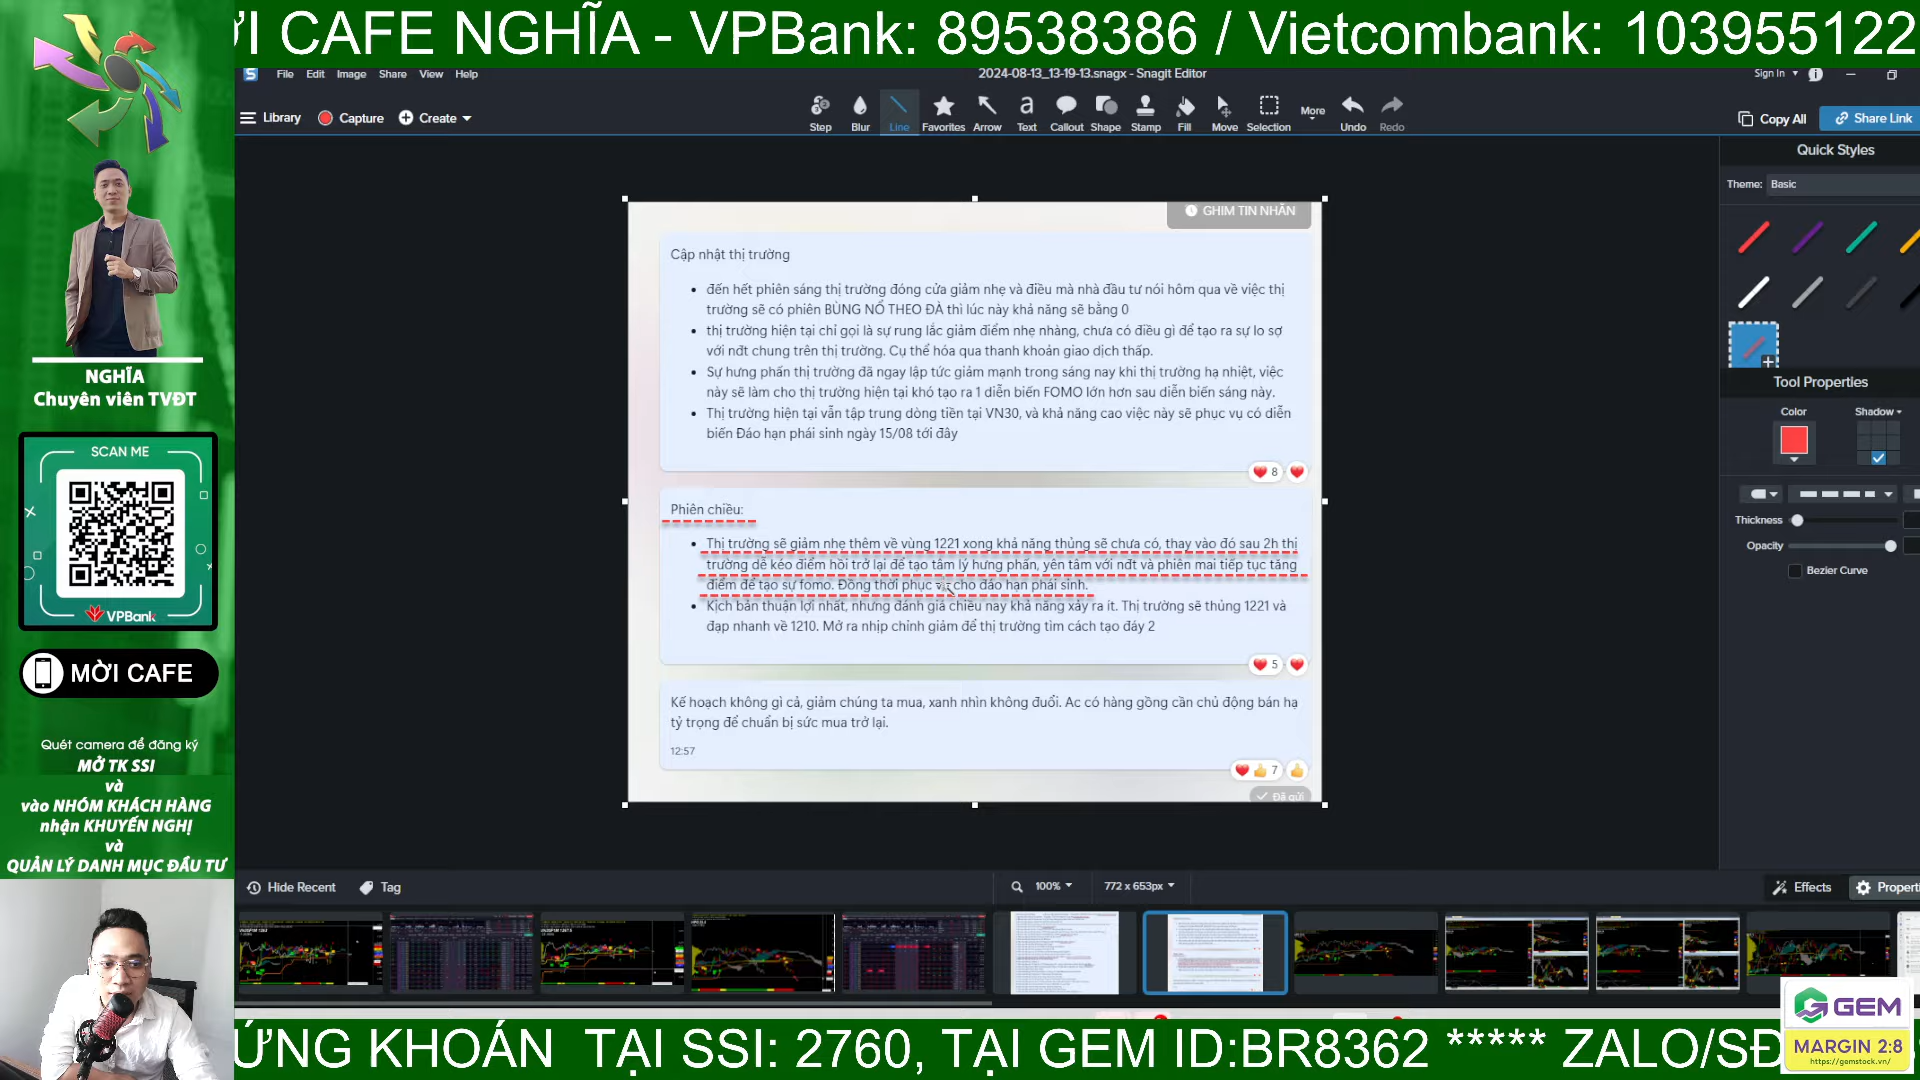 ỜI CAFE NGHĨA - VPBank: 89538386 / Vietcombank: 103955122
2024-08-13_13-19-13.snagx - Snagit Editor
File Edit Image Share View Help
Sign In
Library Capture Create
Step Blur Line Favorites Arrow Text Callout Shape Stamp Fill Move Selection More Undo Redo
Copy All Share Link
Quick Styles
Theme: Basic
GHIM TIN NHẮN
Cập nhật thị trường
đến hết phiên sáng thị trường đóng cửa giảm nhẹ và điều mà nhà đầu tư nói hôm qua về việc thị
trường sẽ có phiên BÙNG NỔ THEO ĐÀ thì lúc này khả năng sẽ bằng 0
thị trường hiện tại chỉ gọi là sự rung lắc giảm điểm nhẹ nhàng, chưa có điều gì để tạo ra sự lo sợ
với nđt chung trên thị trường. Cụ thể hóa qua thanh khoản giao dịch thấp.
Sự hưng phấn thị trường đã ngay lập tức giảm mạnh trong sáng nay khi thị trường hạ nhiệt, việc
này sẽ làm cho thị trường hiện tại khó tạo ra 1 diễn biến FOMO lớn hơn sau diễn biến sáng này.
Thị trường hiện tại vẫn tập trung dòng tiền tại VN30, và khả năng cao việc này sẽ phục vụ có diễn
biến Đáo hạn phái sinh ngày 15/08 tới đây
8
Phiên chiều:
Thị trường sẽ giảm nhẹ thêm về vùng 1221 xong khả năng thủng sẽ chưa có, thay vào đó sau 2h thị
trường dễ kéo điểm hồi trở lại để tạo tâm lý hưng phấn, yên tâm với nđt và phiên mai tiếp tục tăng
điểm để tạo sự fomo. Đồng thời phục cho đáo hạn phái sinh.
Kịch bản thuận lợi nhất, nhưng đánh giá chiều nay khả năng xảy ra ít. Thị trường sẽ thủng 1221 và
đạp nhanh về 1210. Mở ra nhịp chỉnh giảm để thị trường tìm cách tạo đáy 2
5
Kế hoạch không gì cả, giảm chúng ta mua, xanh nhìn không đuổi. Ac có hàng gồng cần chủ động bán hạ
tỷ trọng để chuẩn bị sức mua trở lại.
12:57
7
Đã gửi
Tool Properties
Color Shadow
Thickness
Opacity
Bezier Curve
Hide Recent Tag
100% 772 x 653px
Effects Properti
NGHĨA
Chuyên viên TVĐT
SCAN ME
VPBank
MỜI CAFE
Quét camera để đăng ký
MỞ TK SSI
và
vào NHÓM KHÁCH HÀNG
nhận KHUYẾN NGHỊ
và
QUẢN LÝ DANH MỤC ĐẦU TƯ
GEM
MARGIN 2:8
https://gemstock.vn/
ỨNG KHOÁN TẠI SSI: 2760, TẠI GEM ID:BR8362 ***** ZALO/SĐ